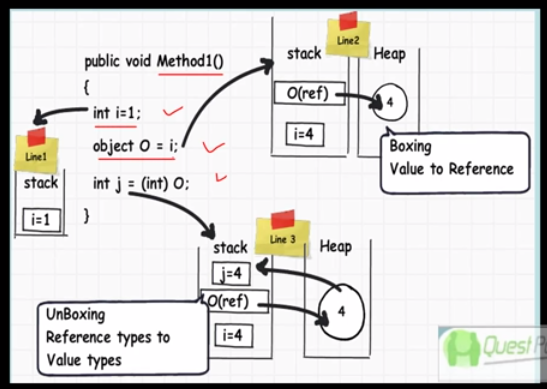 public void Method1()
{
int i=1;
object O = i;
int j = (int) O;
}
Line1
stack
i=1
Line2
stack
Heap
O(ref)
4
i=4
Boxing
Value to Reference
Line 3
stack
Heap
j=4
O(ref)
4
i=4
UnBoxing
Reference types to
Value types